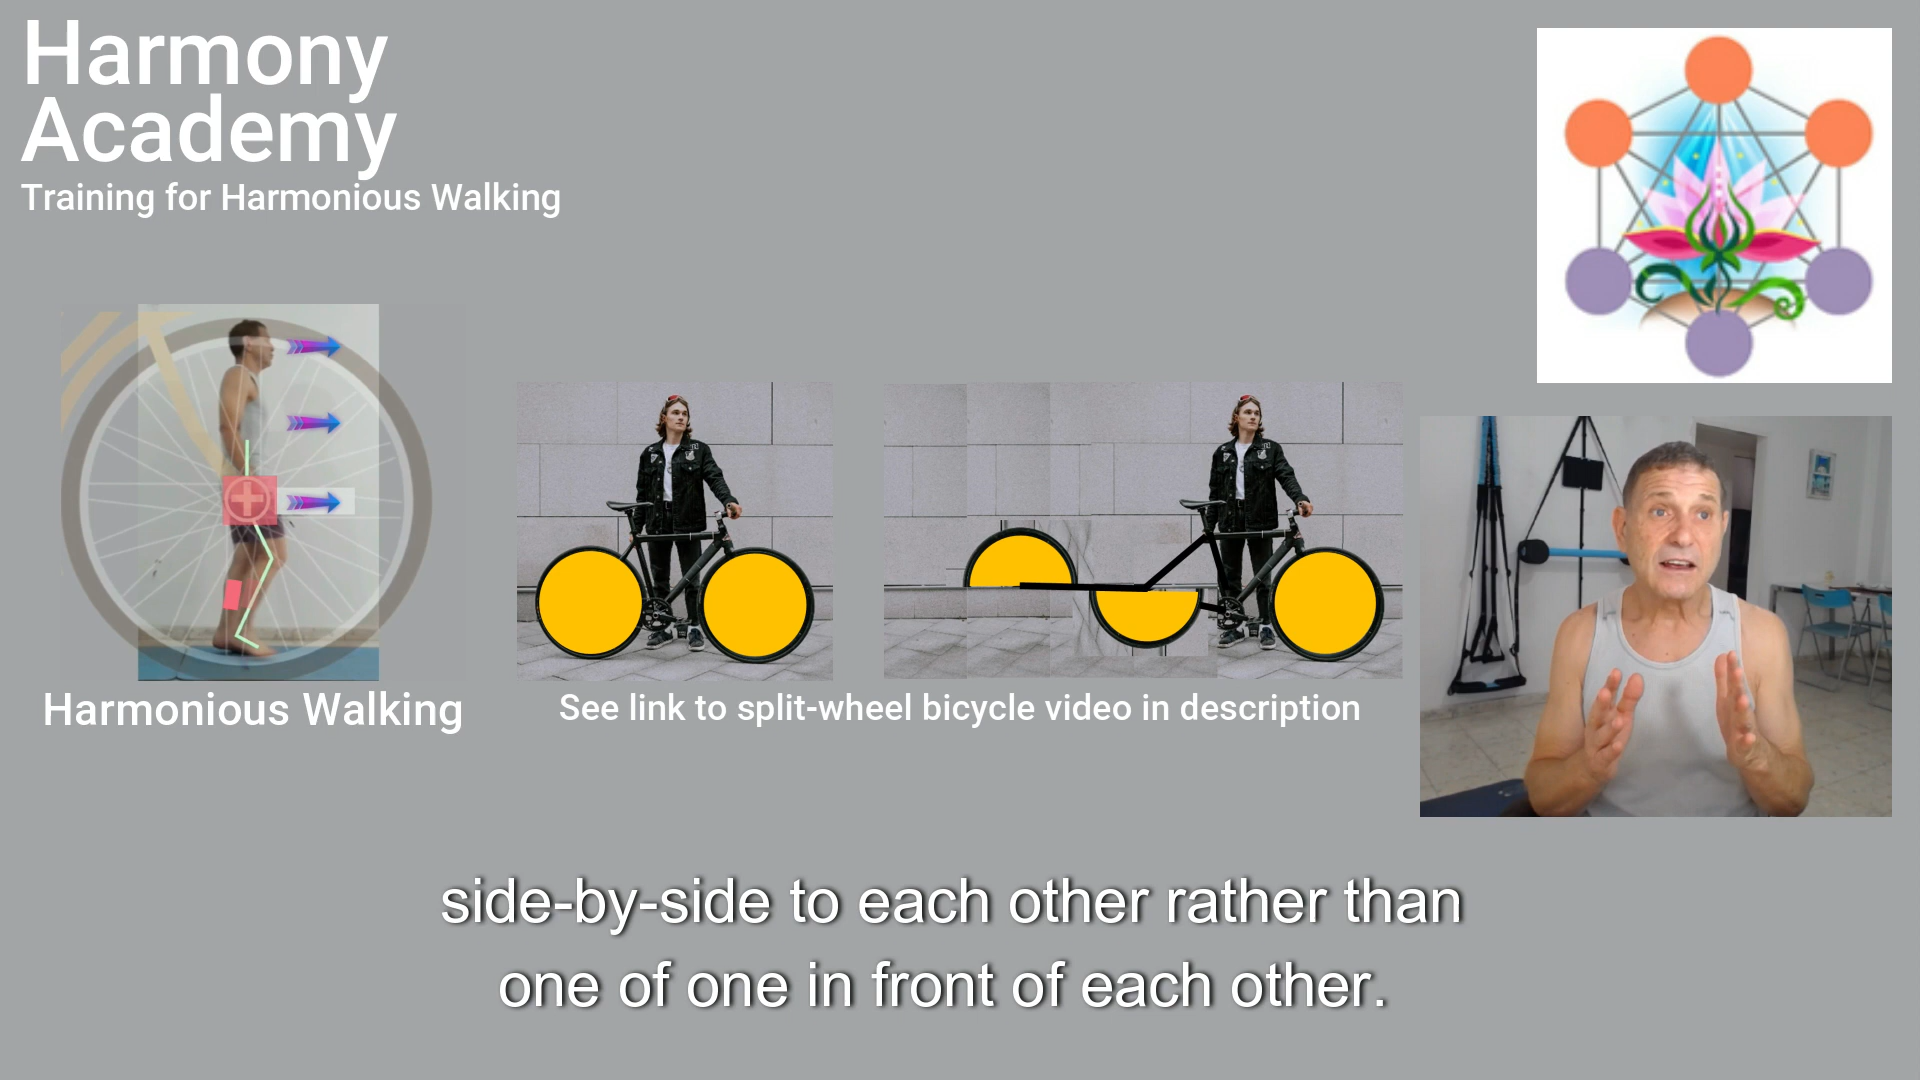 Harmony
Academy
Training for Harmonious Walking
Harmonious Walking
See link to split-wheel bicycle video in description
side-by-side to each other rather than
one of one in front of each other.